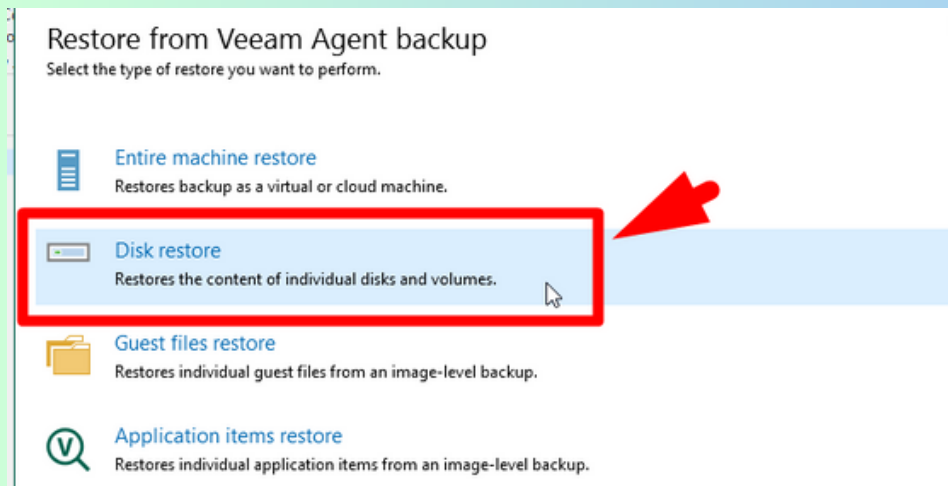 Restore from Veeam Agent backup
Select the type of restore you want to perform.
Entire machine restore
Restores backup as a virtual or cloud machine.
Disk restore
Restores the content of individual disks and volumes.
Guest files restore
Restores individual guest files from an image-level backup.
Application items restore
Restores individual application items from an image-level backup.